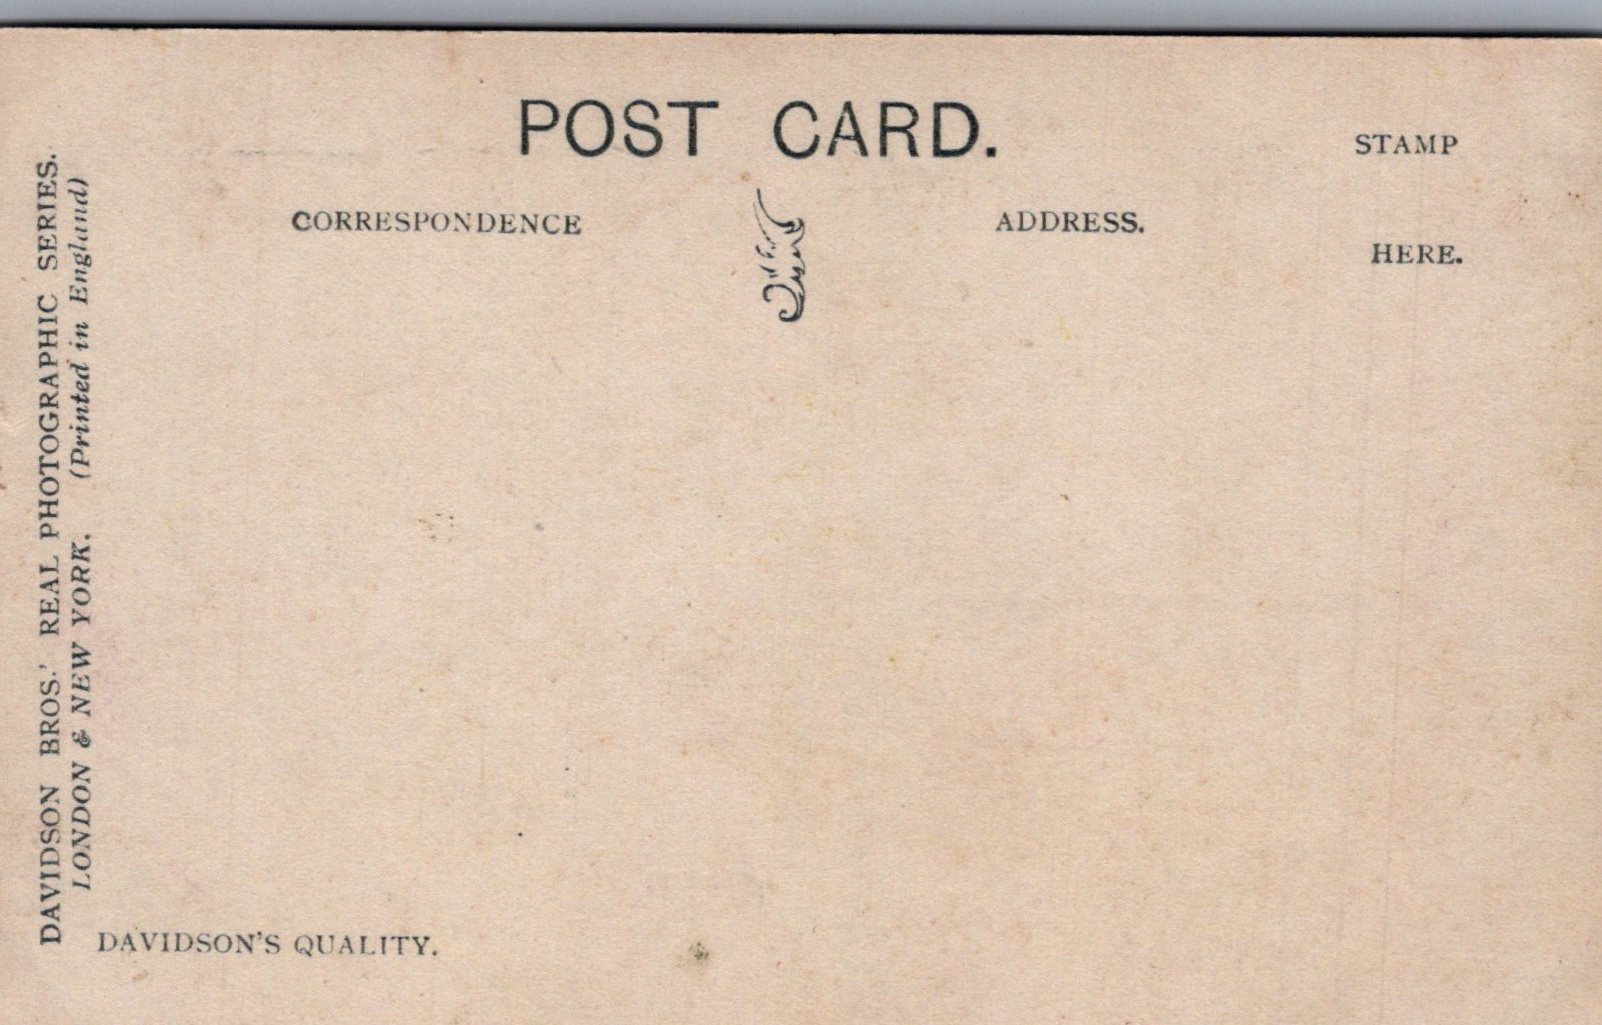 POST CARD.
STAMP
HERE.
CORRESPONDENCE
ADDRESS.
DAVIDSON BROS.' REAL PHOTOGRAPHIC SERIES.
LONDON & NEW YORK. (Printed in England)
DAVIDSON'S QUALITY.